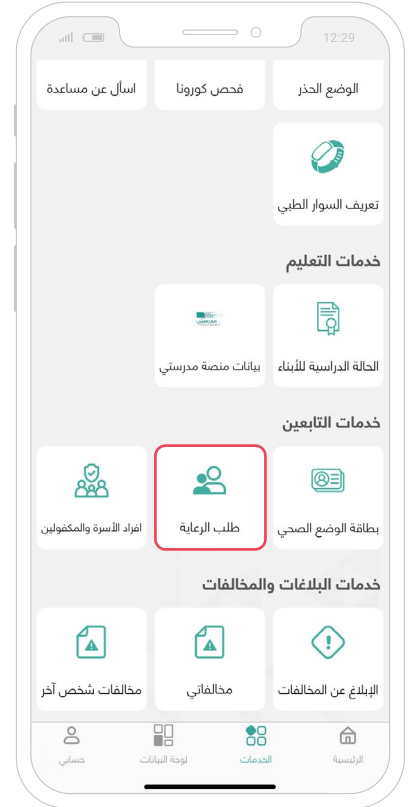 12:29
الوضع الحذر
فحص كورونا
اسأل عن مساعدة
تعريف السوار الطبي
خدمات التعليم
الحالة الدراسية للأبناء
بيانات منصة مدرستي
خدمات التابعين
بطاقة الوضع الصحي
طلب الرعاية
افراد الأسرة والمكفولين
خدمات البلاغات والمخالفات
الإبلاغ عن المخالفات
مخالفاتي
مخالفات شخص آخر
الرئيسية
الخدمات
لوحة البيانات
حسابي